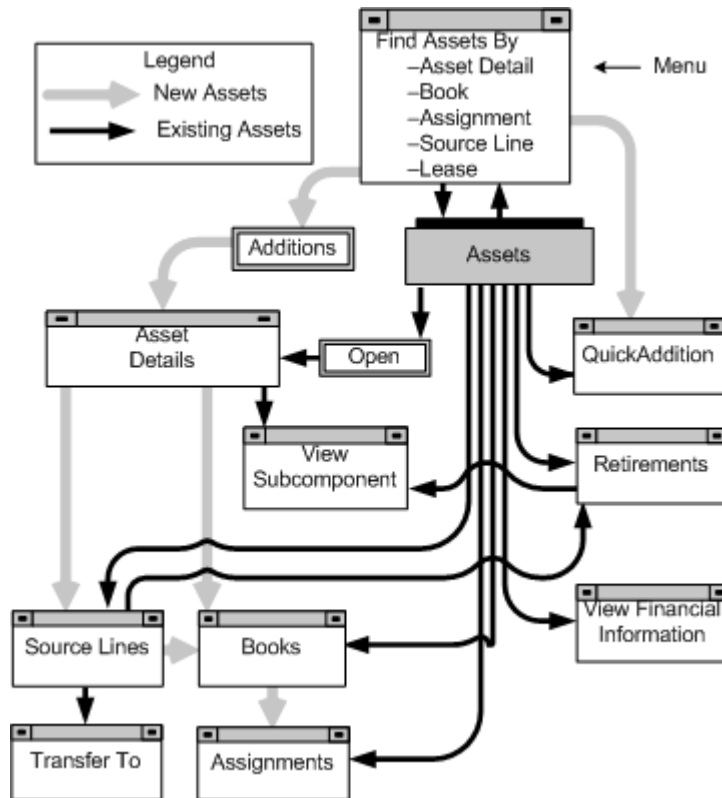 Legend
New Assets
Existing Assets
Find Assets By
–Asset Detail
–Book
–Assignment
–Source Line
–Lease
Menu
Additions
Assets
Asset
Details
Open
QuickAddition
View
Subcomponent
Retirements
Source Lines
Books
View Financial
Information
Transfer To
Assignments